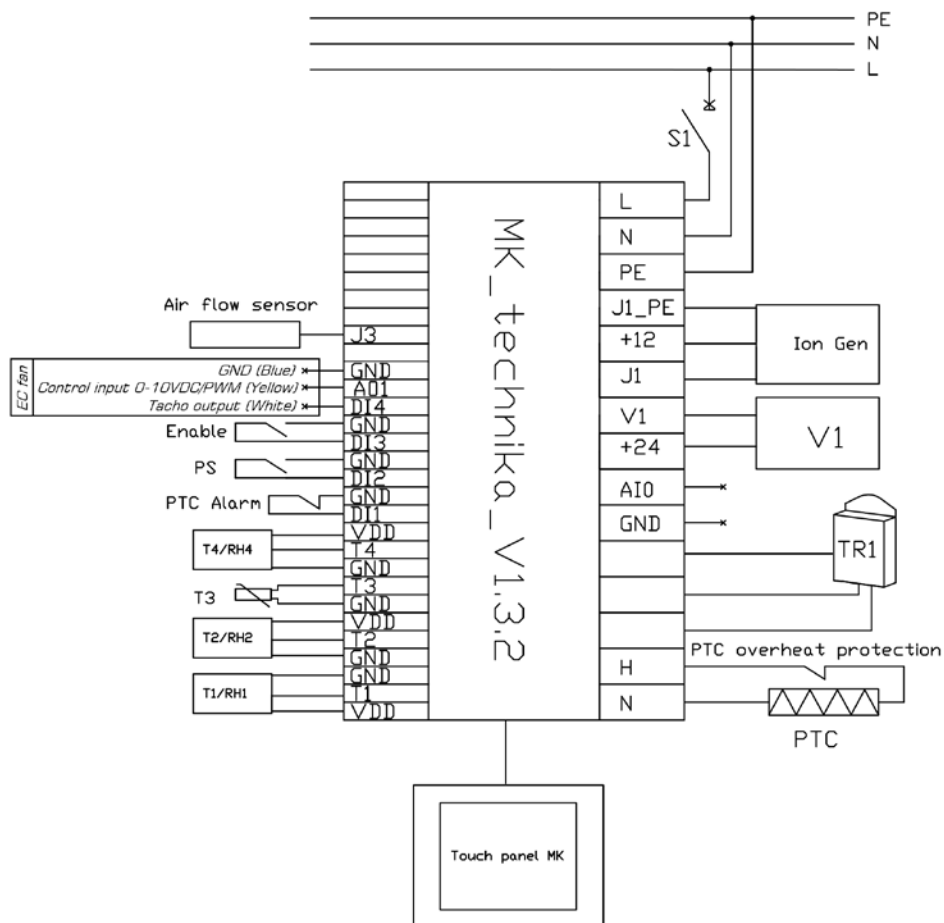 PE
N
L
S1
MK_technika_V1.3.2
L
N
PE
J1_PE
+12
J1
V1
+24
AI0
GND
H
N
Ion Gen
V1
TR1
PTC overheat protection
PTC
Air flow sensor
J3
EC fan
GND (Blue)
Control input 0-10VDC/PWM (Yellow)
Tacho output (White)
GND
AO1
DI4
Enable
GND
DI3
PS
GND
DI2
PTC Alarm
GND
DI1
T4/RH4
VDD
T4
GND
T3
T3
GND
T2/RH2
VDD
T2
GND
T1/RH1
GND
T1
VDD
Touch panel MK